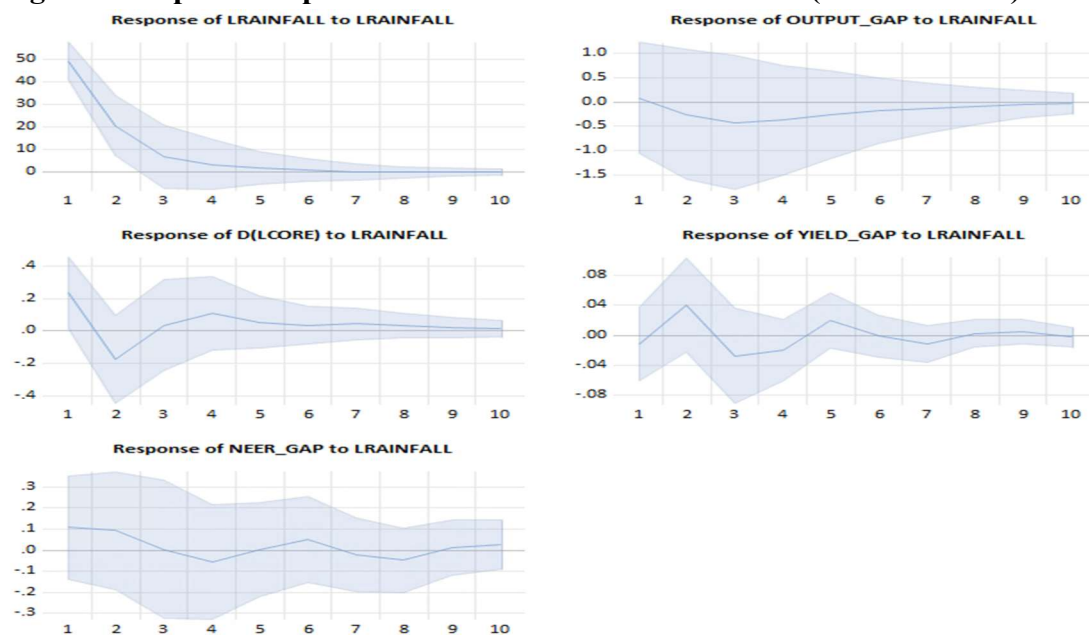 Response of LRAINFALL to LRAINFALL
50
40
30
20
10
0
1 2 3 4 5 6 7 8 9 10
Response of OUTPUT_GAP to LRAINFALL
1.0
0.5
0.0
-0.5
-1.0
-1.5
1 2 3 4 5 6 7 8 9 10
Response of D(LCORE) to LRAINFALL
.4
.2
.0
-.2
-.4
1 2 3 4 5 6 7 8 9 10
Response of YIELD_GAP to LRAINFALL
.08
.04
.00
-.04
-.08
1 2 3 4 5 6 7 8 9 10
Response of NEER_GAP to LRAINFALL
.3
.2
.1
.0
-.1
-.2
-.3
1 2 3 4 5 6 7 8 9 10